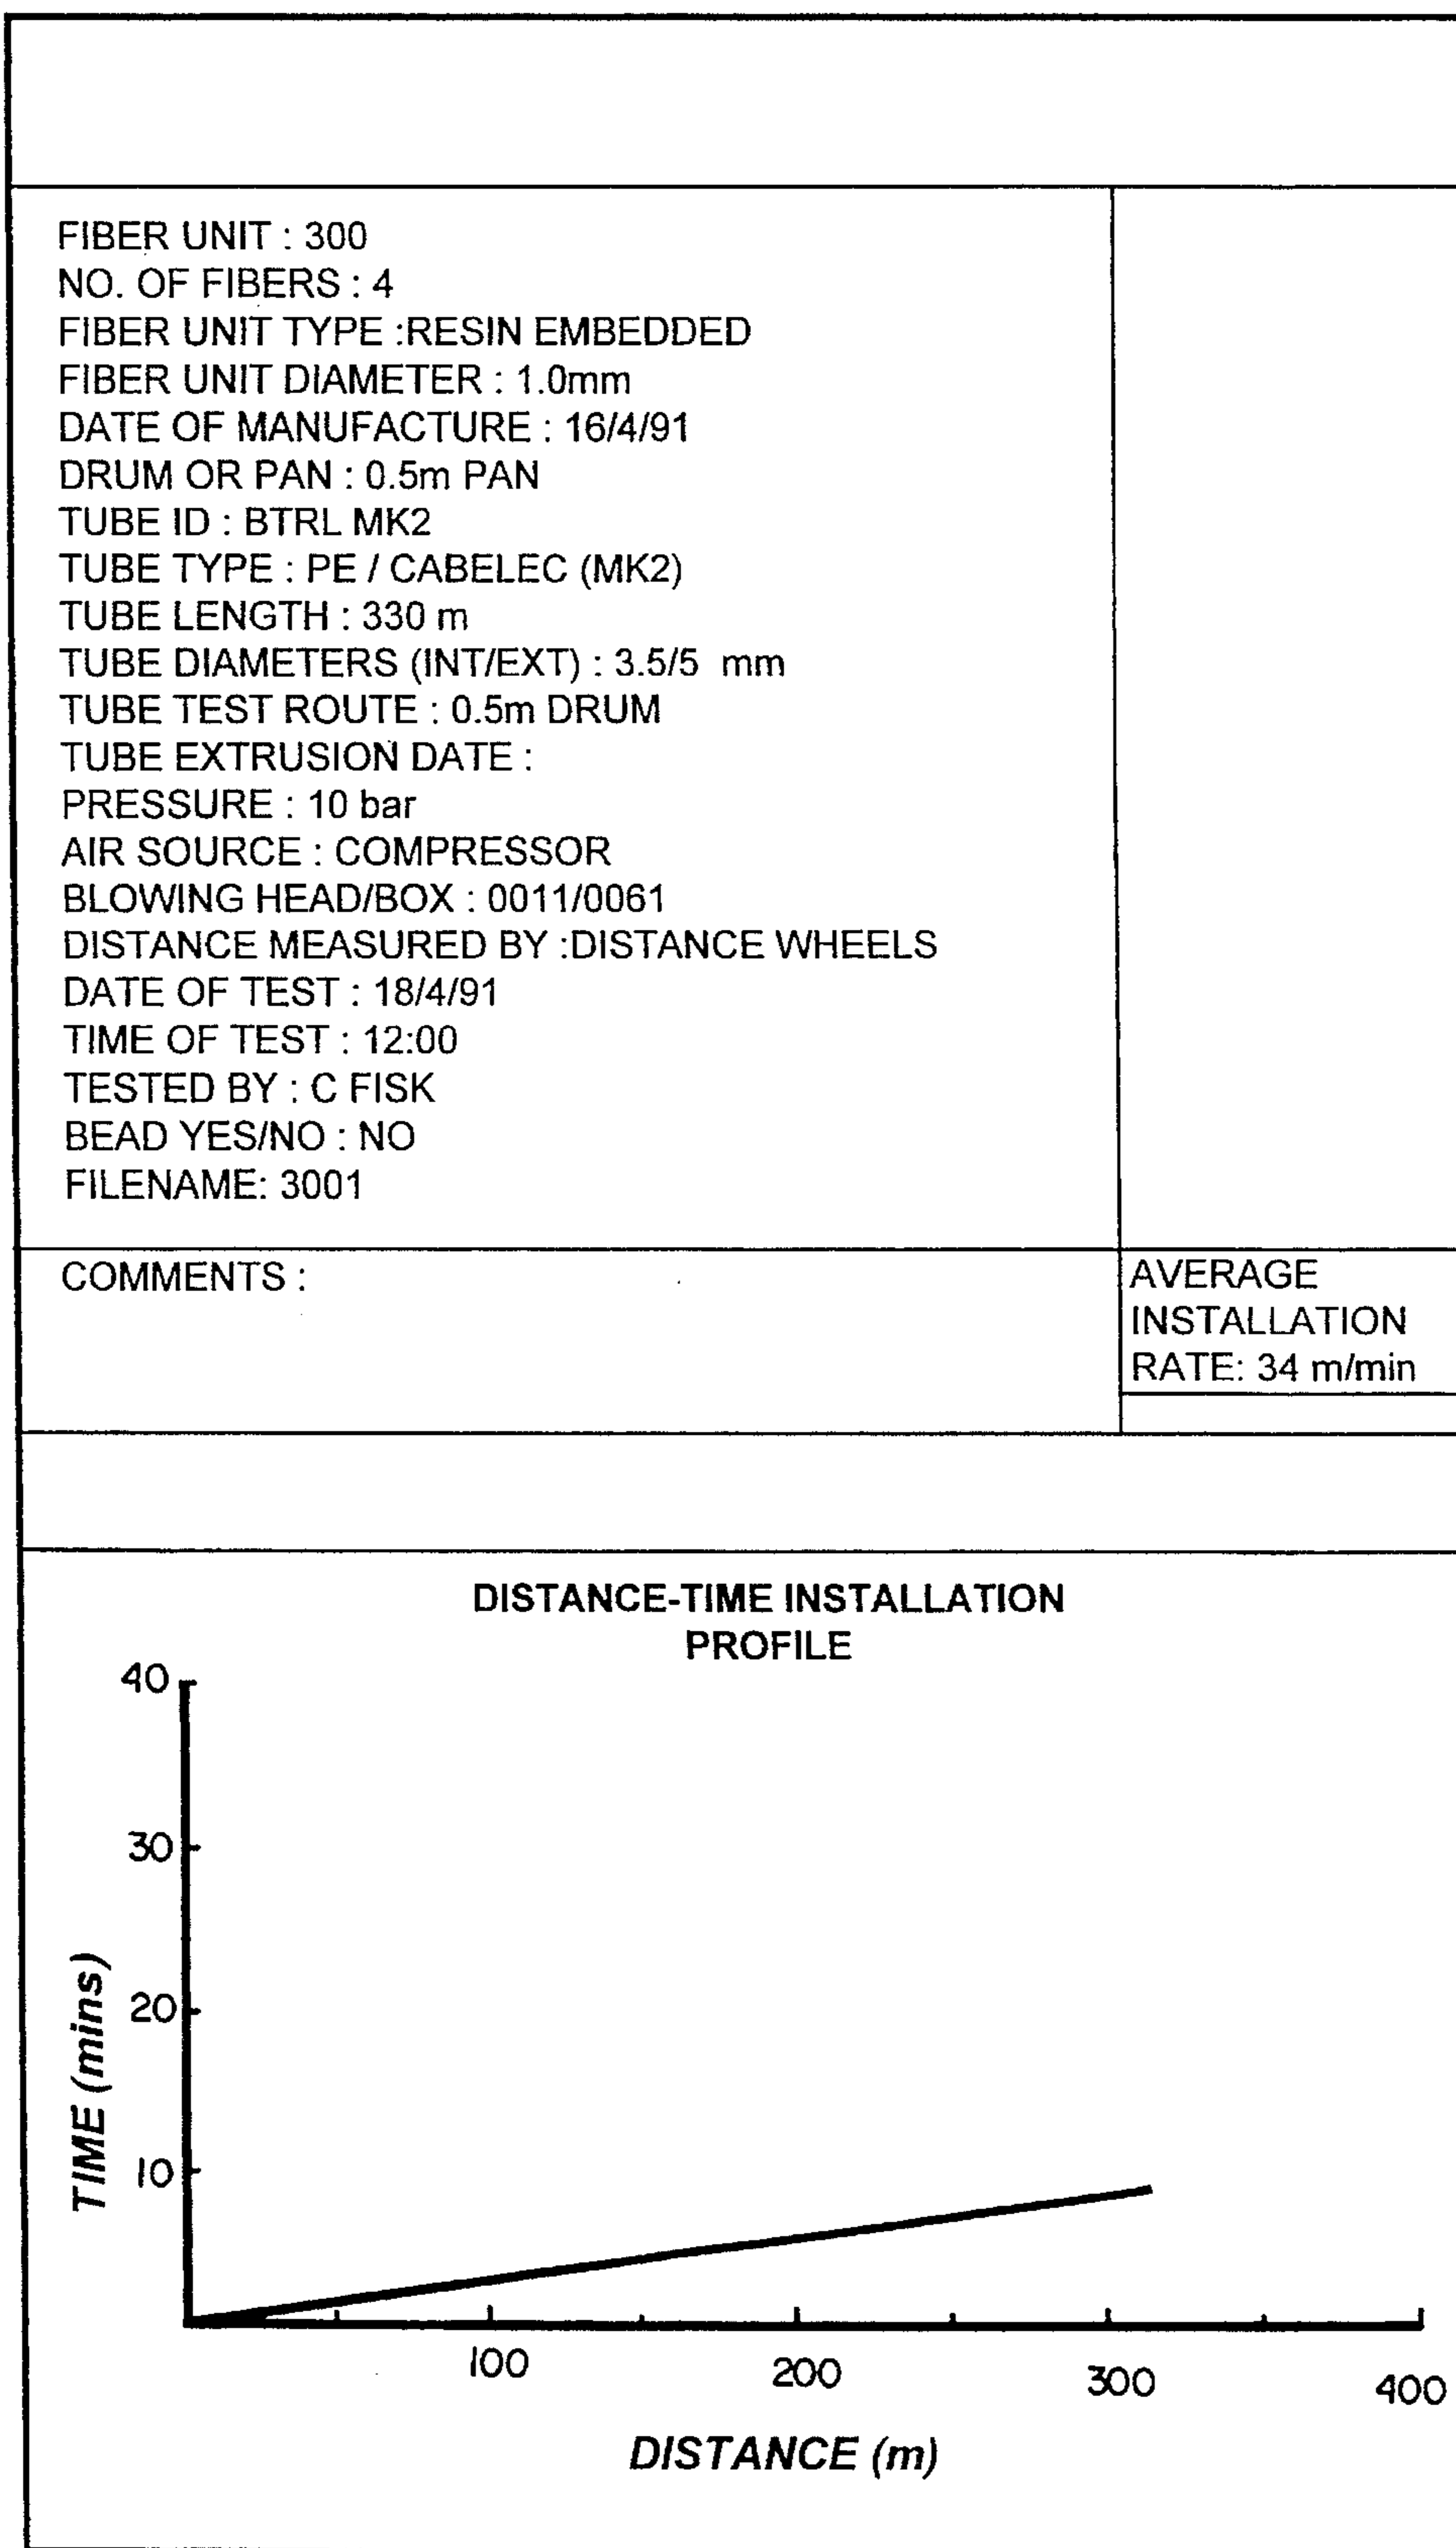 FIBER UNIT : 300
NO. OF FIBERS : 4
FIBER UNIT TYPE :RESIN EMBEDDED
FIBER UNIT DIAMETER : 1.0mm
DATE OF MANUFACTURE : 16/4/91
DRUM OR PAN : 0.5m PAN
TUBE ID : BTRL MK2
TUBE TYPE : PE / CABELEC (MK2)
TUBE LENGTH : 330 m
TUBE DIAMETERS (INT/EXT) : 3.5/5 mm
TUBE TEST ROUTE : 0.5m DRUM
TUBE EXTRUSION DATE :
PRESSURE : 10 bar
AIR SOURCE : COMPRESSOR
BLOWING HEAD/BOX : 0011/0061
DISTANCE MEASURED BY :DISTANCE WHEELS
DATE OF TEST : 18/4/91
TIME OF TEST : 12:00
TESTED BY : C FISK
BEAD YES/NO : NO
FILENAME: 3001
COMMENTS :
AVERAGE
INSTALLATION
RATE: 34 m/min
DISTANCE-TIME INSTALLATION
PROFILE
40
30
20
10
TIME (mins)
100 200 300 400
DISTANCE (m)